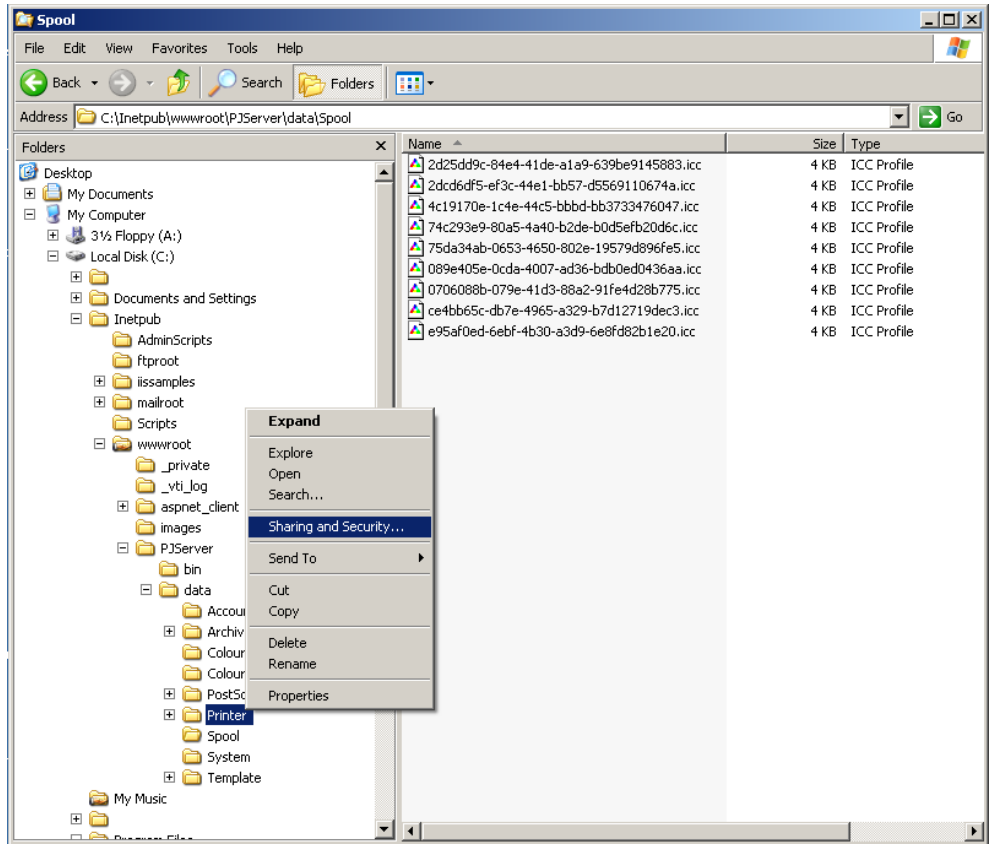 Spool
File Edit View Favorites Tools Help
Back Search Folders
Address C:\Inetpub\wwwroot\PJServer\data\Spool Go
Folders
Desktop
My Documents
My Computer
3½ Floppy (A:)
Local Disk (C:)
Documents and Settings
Inetpub
AdminScripts
ftproot
iissamples
mailroot
Scripts
wwwroot
_private
_vti_log
aspnet_client
images
PJServer
bin
data
Accou
Archiv
Colour
Colour
PostSc
Printer
Spool
System
Template
My Music
Program Files
Expand
Explore
Open
Search...
Sharing and Security...
Send To
Cut
Copy
Delete
Rename
Properties
Name Size Type
2d25dd9c-84e4-41de-a1a9-639be9145883.icc 4 KB ICC Profile
2dcd6df5-ef3c-44e1-bb57-d5569110674a.icc 4 KB ICC Profile
4c19170e-1c4e-44c5-bbbd-bb3733476047.icc 4 KB ICC Profile
74c293e9-80a5-4a40-b2de-b0d5efb20d6c.icc 4 KB ICC Profile
75da34ab-0653-4650-802e-19579d896fe5.icc 4 KB ICC Profile
089e405e-0cda-4007-ad36-bdb0ed0436aa.icc 4 KB ICC Profile
0706088b-079e-41d3-88a2-91fe4d28b775.icc 4 KB ICC Profile
ce4bb65c-db7e-4965-a329-b7d12719dec3.icc 4 KB ICC Profile
e95af0ed-6ebf-4b30-a3d9-6e8fd82b1e20.icc 4 KB ICC Profile